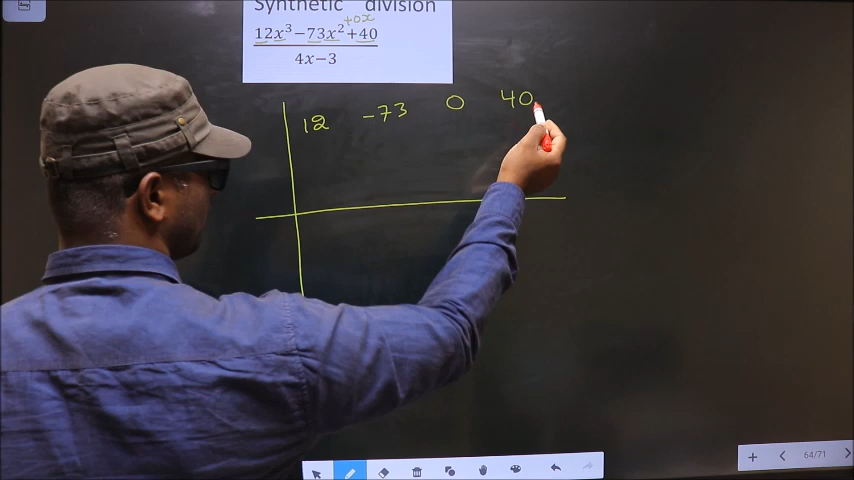 Synthetic division
+0x
12x³−73x²+40
4x−3
12 -73 0 40
64/71